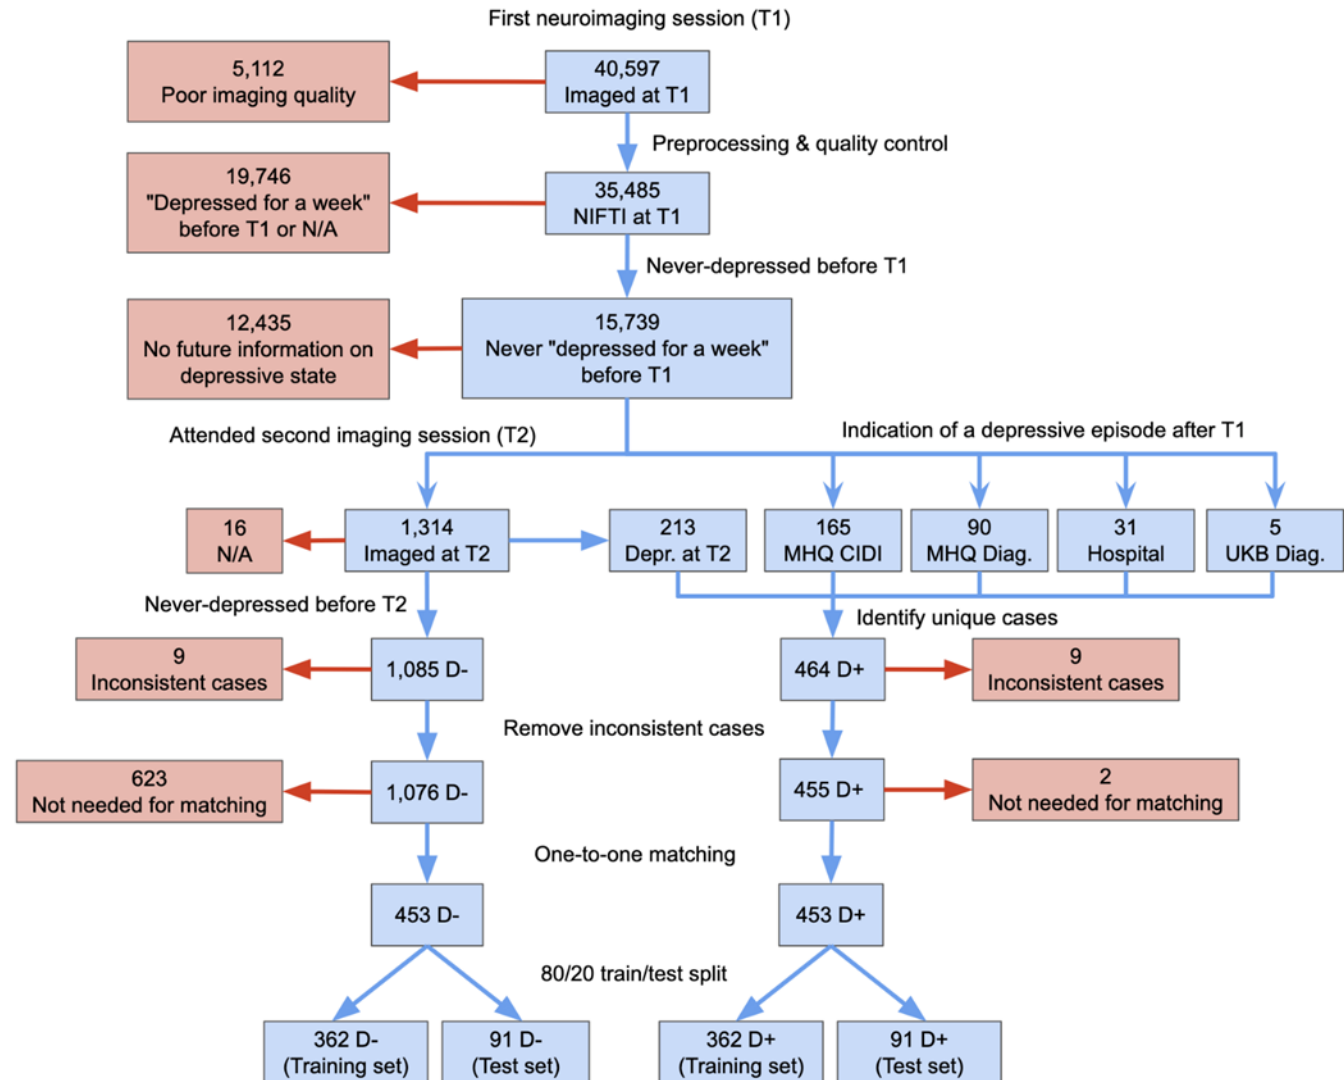 First neuroimaging session (T1)
5,112
Poor imaging quality
40,597
Imaged at T1
Preprocessing & quality control
19,746
"Depressed for a week"
before T1 or N/A
35,485
NIFTI at T1
Never-depressed before T1
12,435
No future information on
depressive state
15,739
Never "depressed for a week"
before T1
Attended second imaging session (T2)
Indication of a depressive episode after T1
16
N/A
1,314
Imaged at T2
213
Depr. at T2
165
MHQ CIDI
90
MHQ Diag.
31
Hospital
5
UKB Diag.
Never-depressed before T2
Identify unique cases
9
Inconsistent cases
1,085 D-
464 D+
9
Inconsistent cases
Remove inconsistent cases
623
Not needed for matching
1,076 D-
455 D+
2
Not needed for matching
One-to-one matching
453 D-
453 D+
80/20 train/test split
362 D-
(Training set)
91 D-
(Test set)
362 D+
(Training set)
91 D+
(Test set)